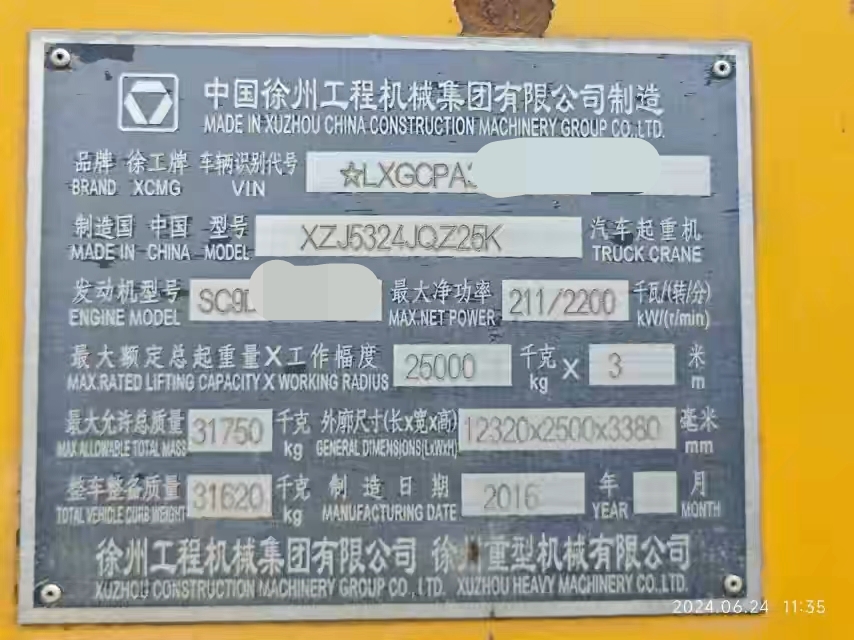 中国徐州工程机械集团有限公司制造
MADE IN XUZHOU CHINA CONSTRUCTION MACHINERY GROUP CO.,LTD.
品牌 徐工牌 车辆识别代号 ☆LXGCPA
BRAND XCMG VIN
制造国 中国 型号 XZJ5324JQZ25K 汽车起重机
MADE IN CHINA MODEL TRUCK CRANE
发动机型号 SC9 最大净功率 211/2200 千瓦/(转/分)
ENGINE MODEL MAX.NET POWER kW/(r/min)
最大额定总起重量X工作幅度 25000 千克 X 3 米
MAX.RATED LIFTING CAPACITY X WORKING RADIUS kg m
最大允许总质量 31750 千克 外廓尺寸(长x宽x高) 12320x2500x3380 毫米
MAX ALLOWABLE TOTAL MASS kg GENERAL DIMENSIONS(LxWxH) mm
整车整备质量 31620 千克 制造日期 2016 年 月
TOTAL VEHICLE CURB WEIGHT kg MANUFACTURING DATE YEAR MONTH
徐州工程机械集团有限公司 徐州重型机械有限公司
XUZHOU CONSTRUCTION MACHINERY GROUP CO.,LTD. XUZHOU HEAVY MACHINERY CO.,LTD.
2024.06.24 11:35